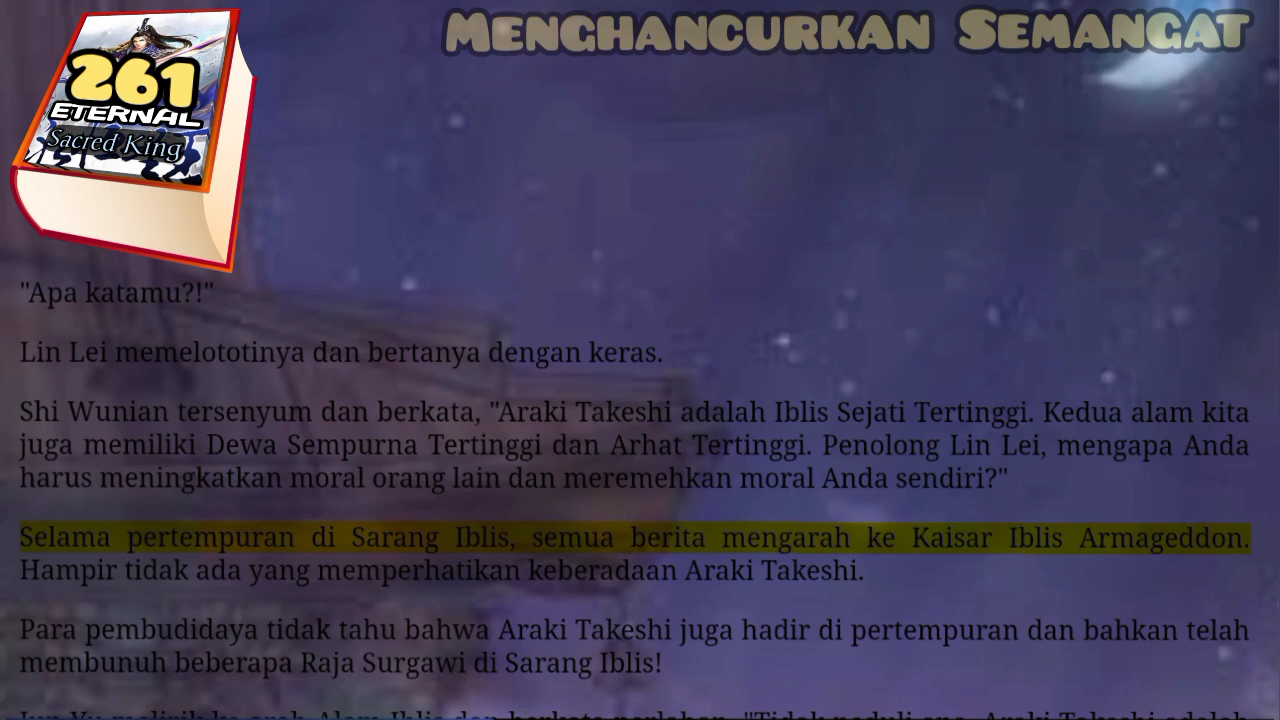 Menghancurkan Semangat
261
ETERNAL
Sacred King
"Apa katamu?!"
Lin Lei memelototinya dan bertanya dengan keras.
Shi Wunian tersenyum dan berkata, "Araki Takeshi adalah Iblis Sejati Tertinggi. Kedua alam kita
juga memiliki Dewa Sempurna Tertinggi dan Arhat Tertinggi. Penolong Lin Lei, mengapa Anda
harus meningkatkan moral orang lain dan meremehkan moral Anda sendiri?"
Selama pertempuran di Sarang Iblis, semua berita mengarah ke Kaisar Iblis Armageddon.
Hampir tidak ada yang memperhatikan keberadaan Araki Takeshi.
Para pembudidaya tidak tahu bahwa Araki Takeshi juga hadir di pertempuran dan bahkan telah
membunuh beberapa Raja Surgawi di Sarang Iblis!